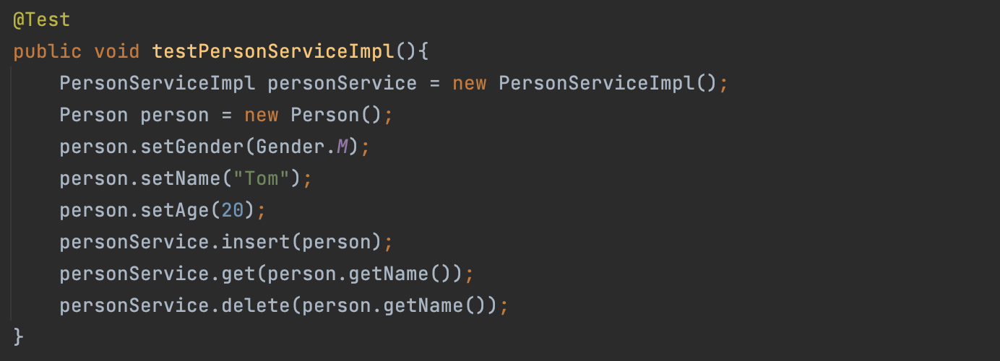 @Test
public void testPersonServiceImpl(){
    PersonServiceImpl personService = new PersonServiceImpl();
    Person person = new Person();
    person.setGender(Gender.M);
    person.setName("Tom");
    person.setAge(20);
    personService.insert(person);
    personService.get(person.getName());
    personService.delete(person.getName());
}